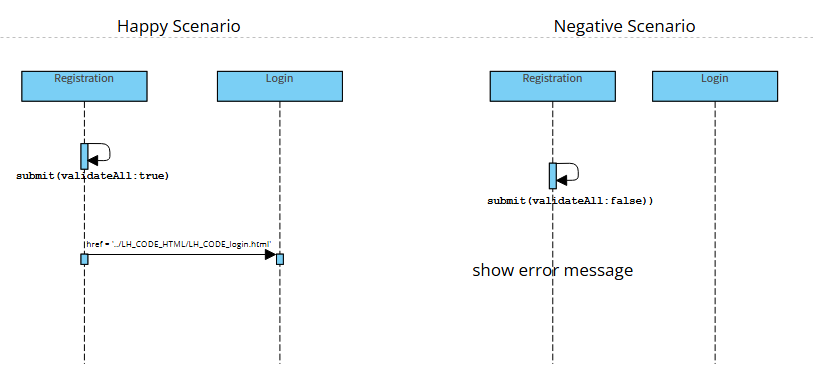 Happy Scenario
Negative Scenario
Registration
Login
Registration
Login
submit(validateAll:true)
submit(validateAll:false))
href = '../LH_CODE_HTML/LH_CODE_login.html'
show error message